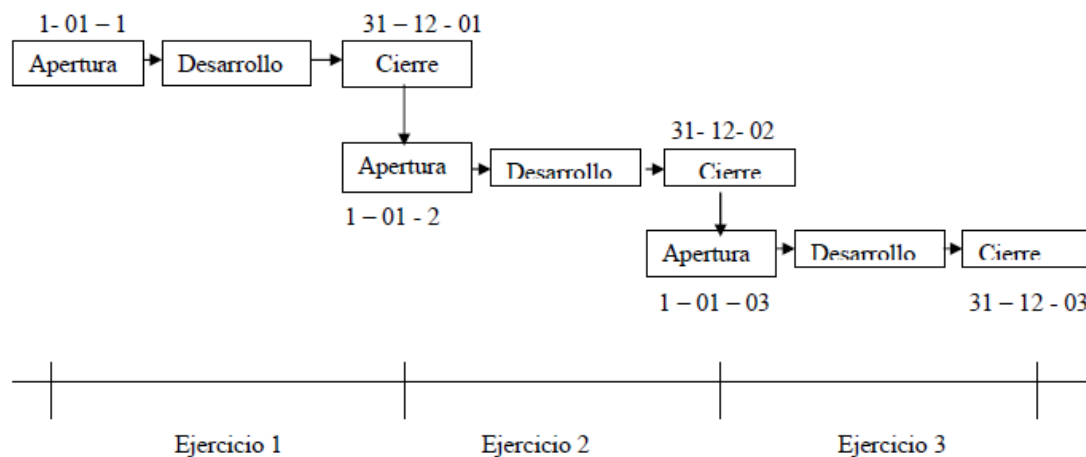 1- 01 – 1
31 – 12 - 01
Apertura
Desarrollo
Cierre
31- 12- 02
Apertura
Desarrollo
Cierre
1 – 01 - 2
Apertura
Desarrollo
Cierre
1 – 01 – 03
31 – 12 - 03
Ejercicio 1
Ejercicio 2
Ejercicio 3